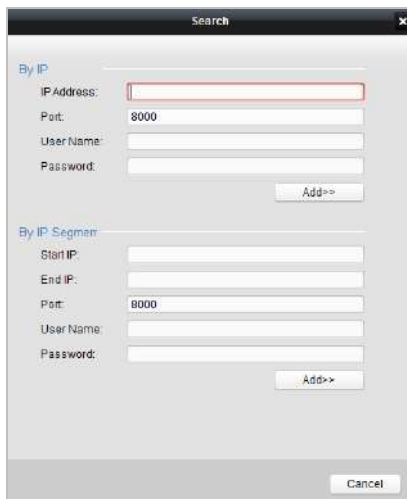 Search
By IP
IP Address:
Port: 8000
User Name:
Password:
Add>>
By IP Segmen
Start IP:
End IP:
Port: 8000
User Name:
Password:
Add>>
Cancel